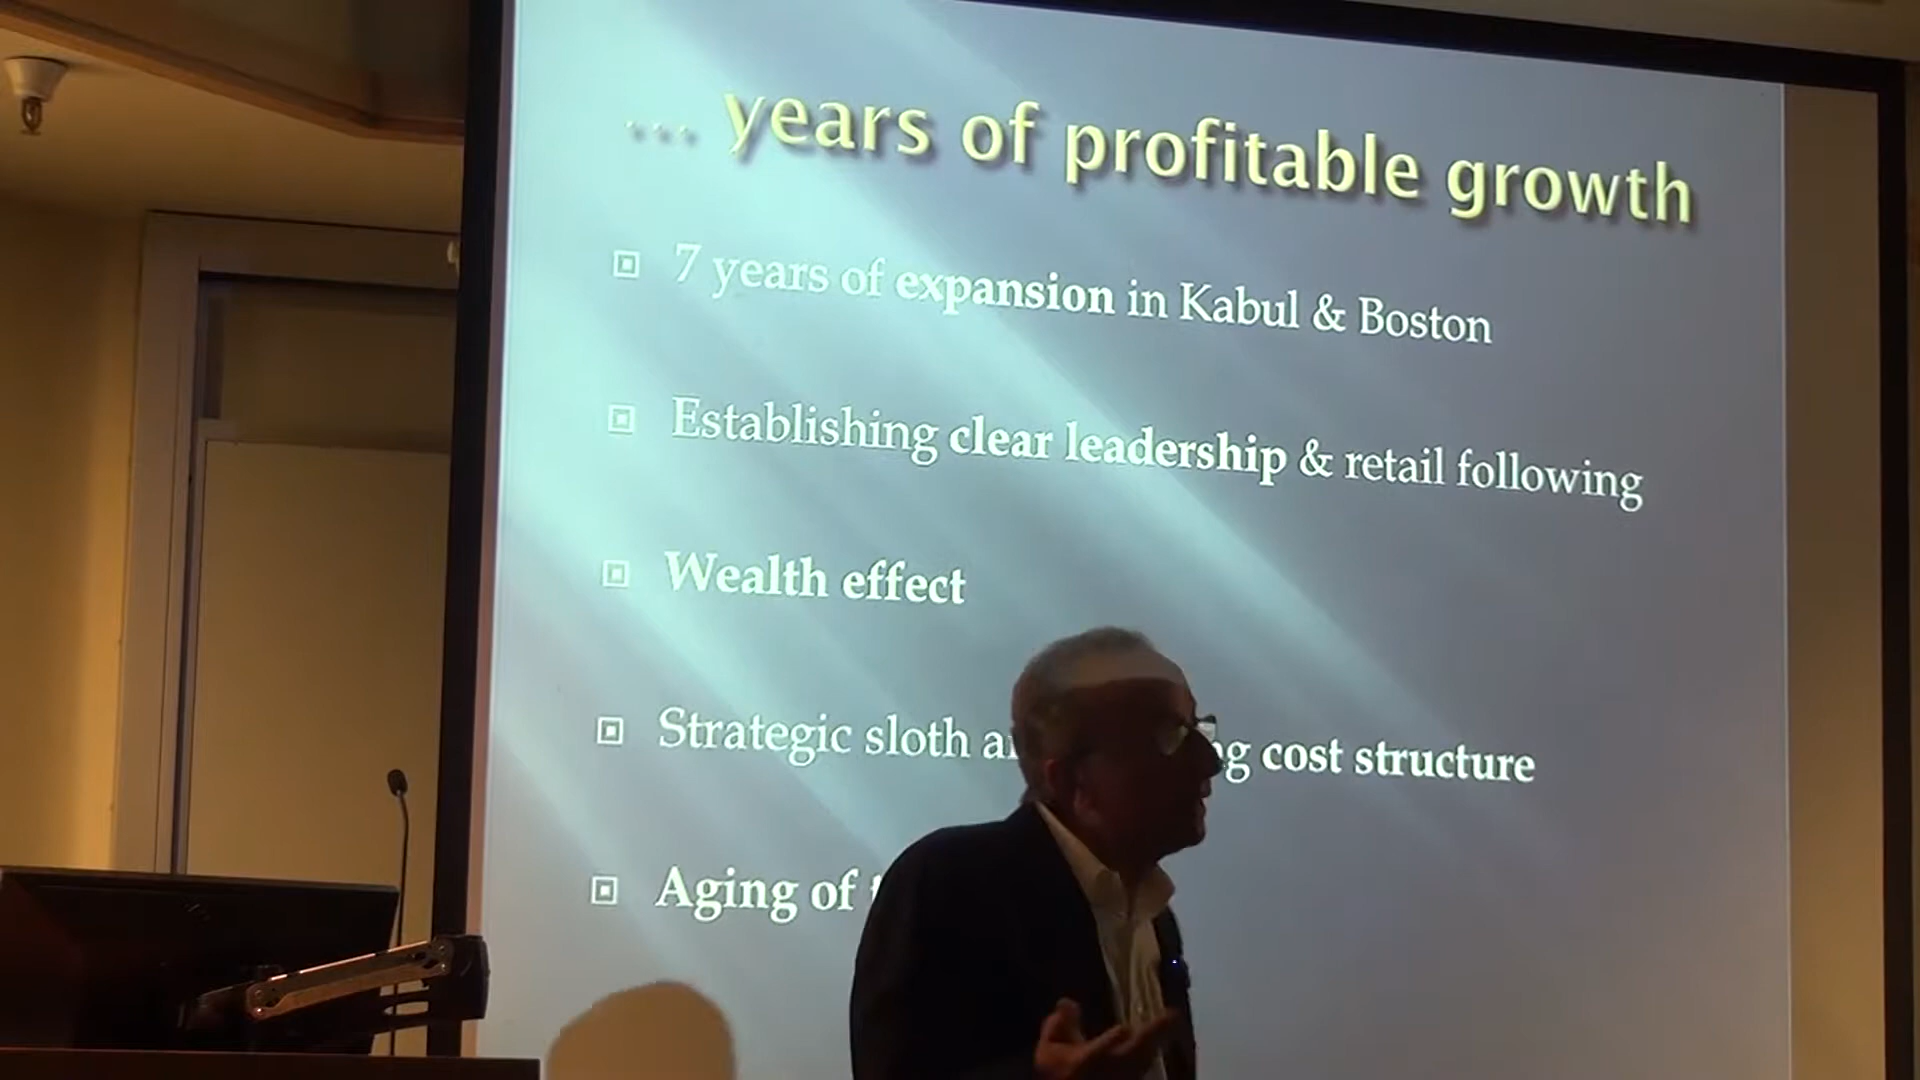 ... years of profitable growth
7 years of expansion in Kabul & Boston
Establishing clear leadership & retail following
Wealth effect
Strategic sloth cost structure
Aging of